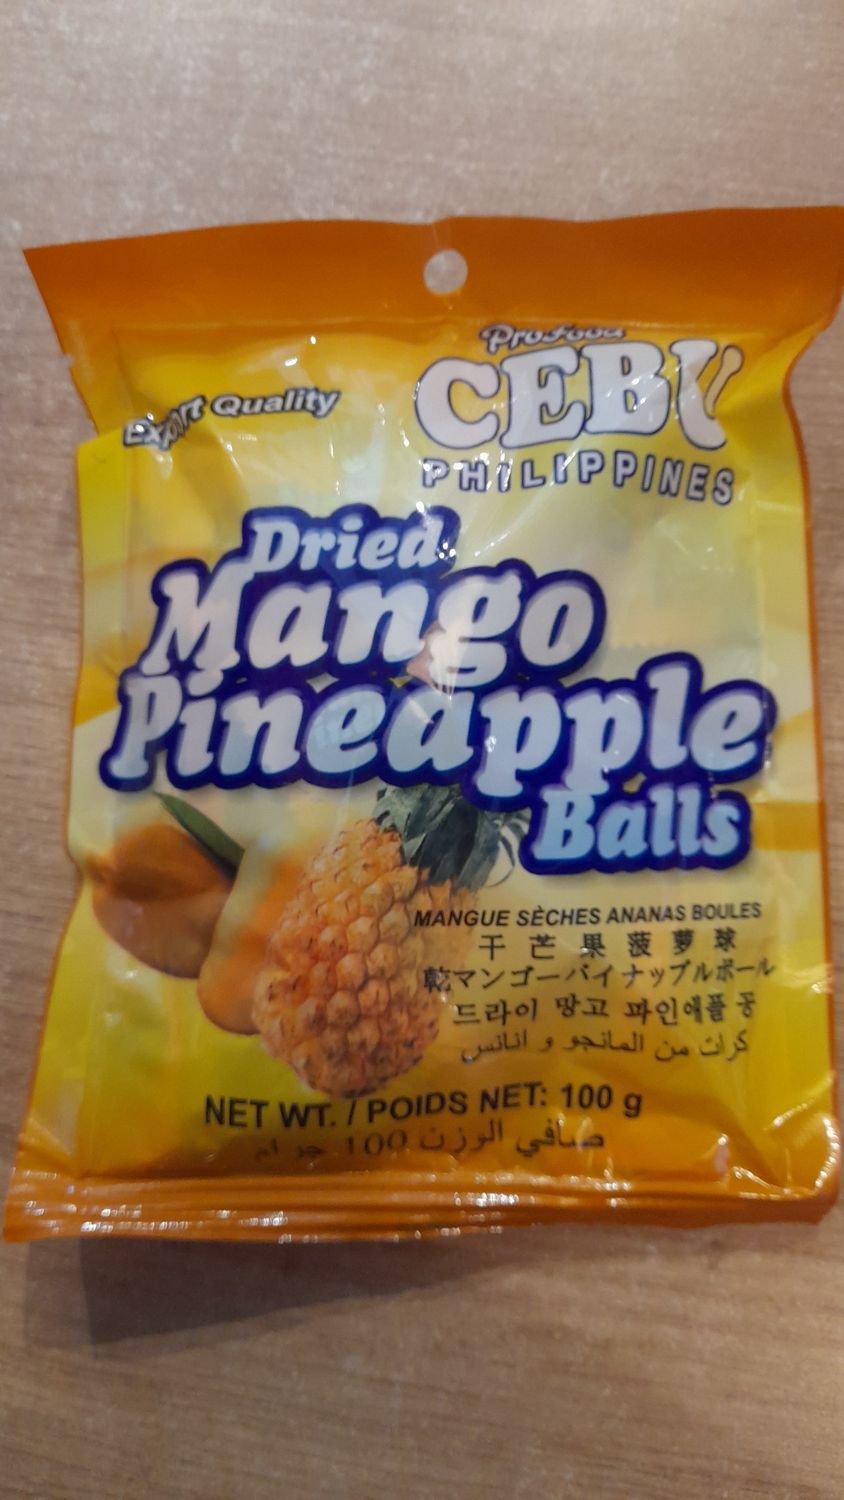 Export Quality
ProFood
CEBU
PHILIPPINES
Dried
Mango
Pineapple
Balls
MANGUE SÈCHES ANANAS BOULES
干芒果菠萝球
乾マンゴーパイナップルボール
드라이 망고 파인애플 공
كرات من المانجو و انانس
NET WT. / POIDS NET: 100 g
صافي الوزن 100 جرام